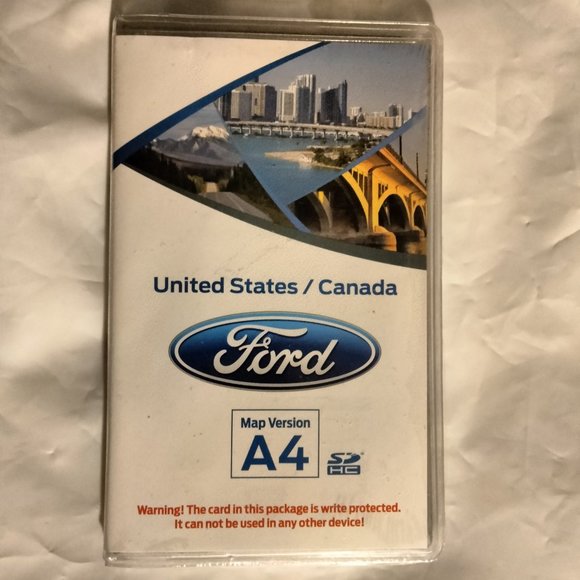 United States / Canada
Ford
Map Version
A4
SD
HC
Warning! The card in this package is write protected.
It can not be used in any other device!